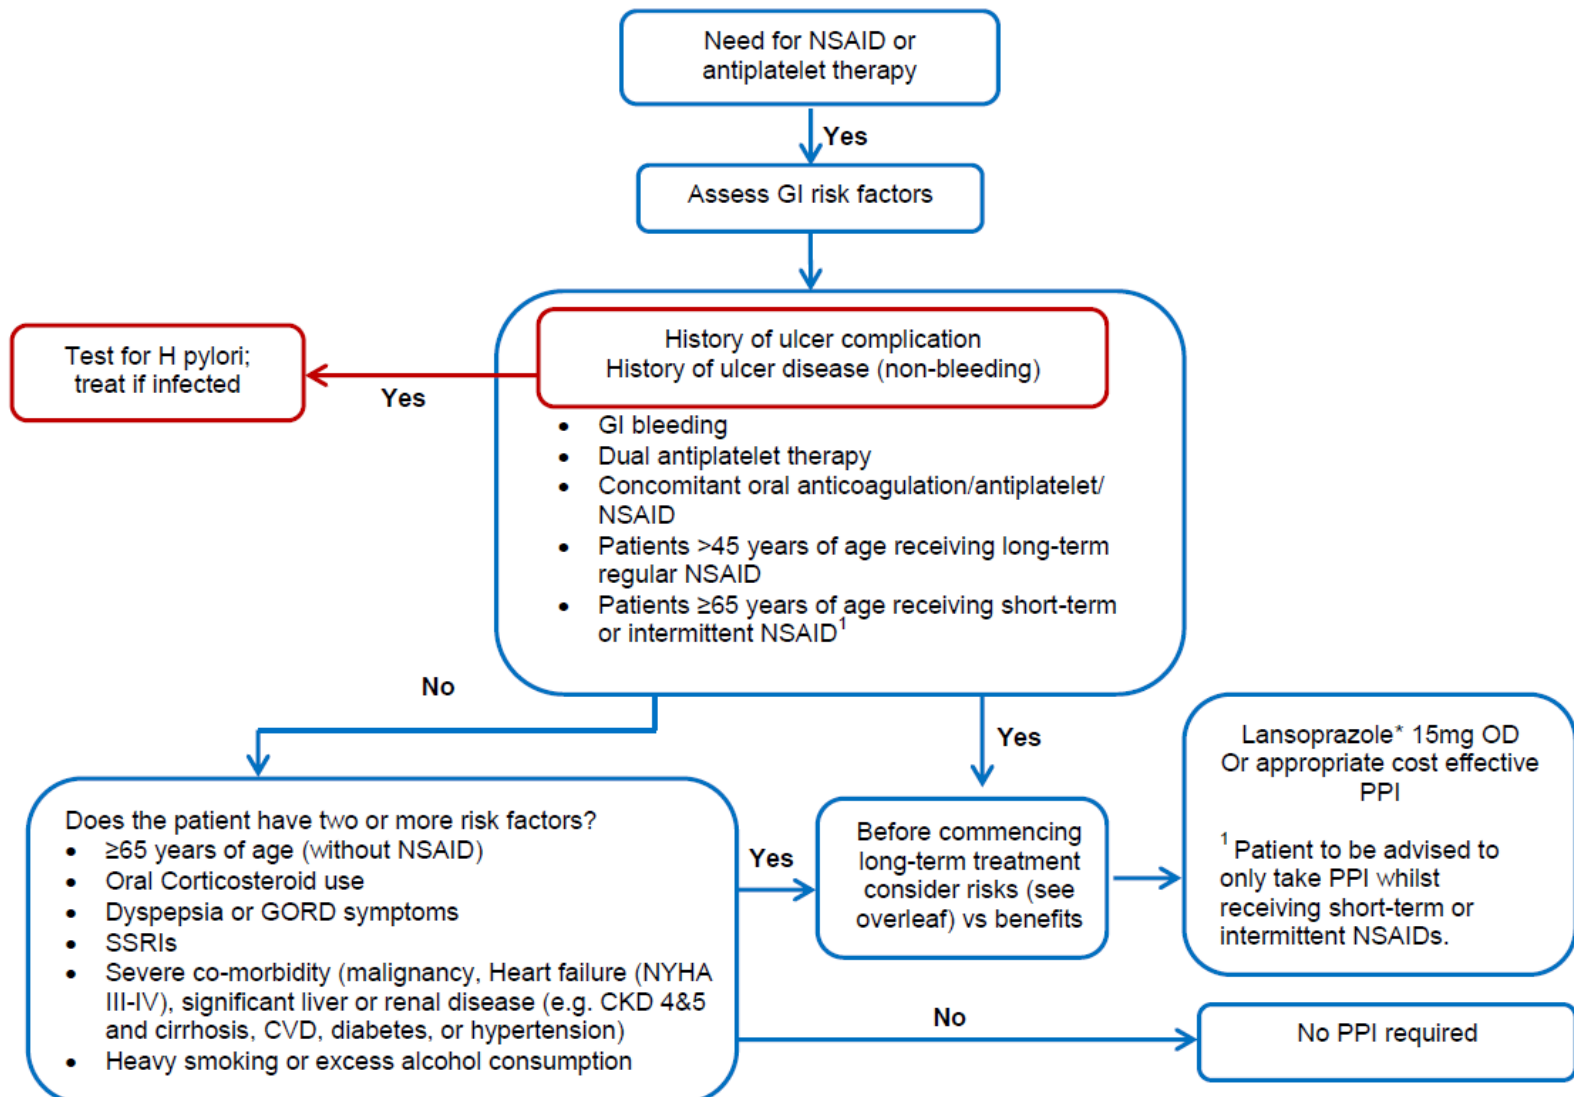 Need for NSAID or
antiplatelet therapy
Yes
Assess GI risk factors
History of ulcer complication
History of ulcer disease (non-bleeding)
Yes
Test for H pylori;
treat if infected
• GI bleeding
• Dual antiplatelet therapy
• Concomitant oral anticoagulation/antiplatelet/
NSAID
• Patients >45 years of age receiving long-term
regular NSAID
• Patients ≥65 years of age receiving short-term
or intermittent NSAID¹
No
Yes
Does the patient have two or more risk factors?
• ≥65 years of age (without NSAID)
• Oral Corticosteroid use
• Dyspepsia or GORD symptoms
• SSRIs
• Severe co-morbidity (malignancy, Heart failure (NYHA
III-IV), significant liver or renal disease (e.g. CKD 4&5
and cirrhosis, CVD, diabetes, or hypertension)
• Heavy smoking or excess alcohol consumption
Yes
Before commencing
long-term treatment
consider risks (see
overleaf) vs benefits
Lansoprazole* 15mg OD
Or appropriate cost effective
PPI
¹ Patient to be advised to
only take PPI whilst
receiving short-term or
intermittent NSAIDs.
No
No PPI required